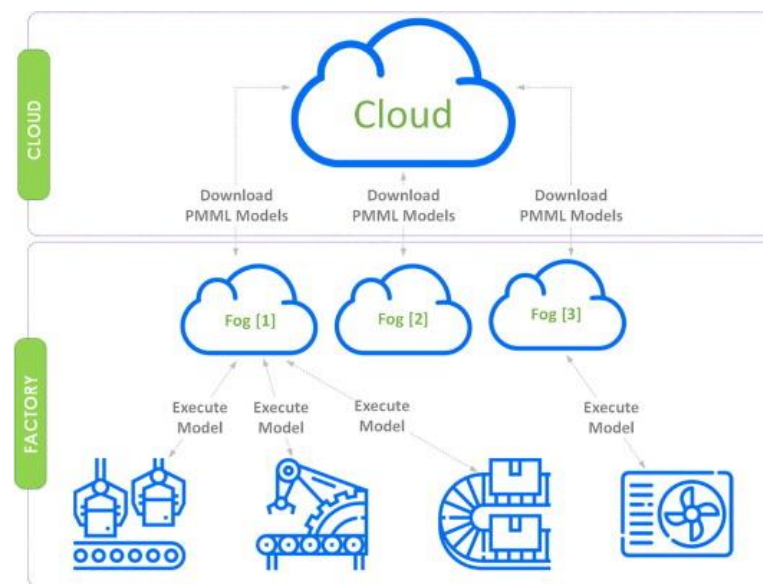 CLOUD
Cloud
Download
PMML Models
Download
PMML Models
Download
PMML Models
FACTORY
Fog [1]
Fog [2]
Fog [3]
Execute
Model
Execute
Model
Execute
Model
Execute
Model